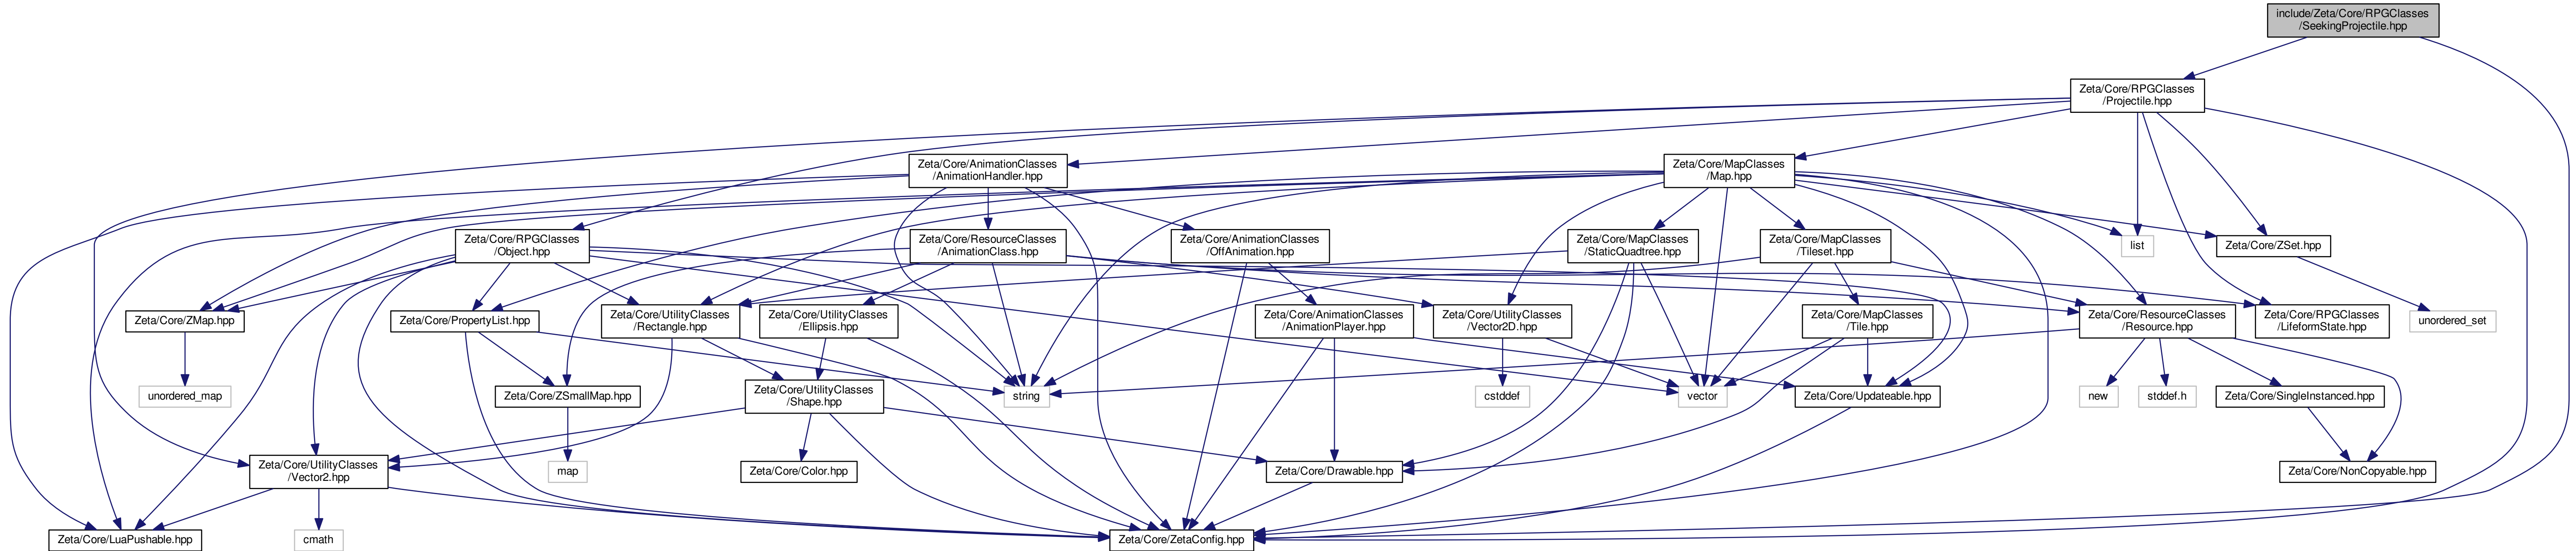 include/Zeta/Core/RPGClasses
/SeekingProjectile.hpp
Zeta/Core/RPGClasses
/Projectile.hpp
Zeta/Core/AnimationClasses
/AnimationHandler.hpp
Zeta/Core/MapClasses
/Map.hpp
Zeta/Core/RPGClasses
/Object.hpp
Zeta/Core/ResourceClasses
/AnimationClass.hpp
Zeta/Core/AnimationClasses
/OffAnimation.hpp
Zeta/Core/MapClasses
/StaticQuadtree.hpp
Zeta/Core/MapClasses
/Tileset.hpp
list
Zeta/Core/ZSet.hpp
Zeta/Core/ZMap.hpp
Zeta/Core/PropertyList.hpp
Zeta/Core/UtilityClasses
/Rectangle.hpp
Zeta/Core/UtilityClasses
/Ellipsis.hpp
Zeta/Core/AnimationClasses
/AnimationPlayer.hpp
Zeta/Core/UtilityClasses
/Vector2D.hpp
Zeta/Core/MapClasses
/Tile.hpp
Zeta/Core/ResourceClasses
/Resource.hpp
Zeta/Core/RPGClasses
/LifeformState.hpp
unordered_set
unordered_map
Zeta/Core/ZSmallMap.hpp
Zeta/Core/UtilityClasses
/Shape.hpp
string
cstddef
vector
Zeta/Core/Updateable.hpp
new
stddef.h
Zeta/Core/SingleInstanced.hpp
Zeta/Core/UtilityClasses
/Vector2.hpp
map
Zeta/Core/Color.hpp
Zeta/Core/Drawable.hpp
Zeta/Core/NonCopyable.hpp
Zeta/Core/LuaPushable.hpp
cmath
Zeta/Core/ZetaConfig.hpp